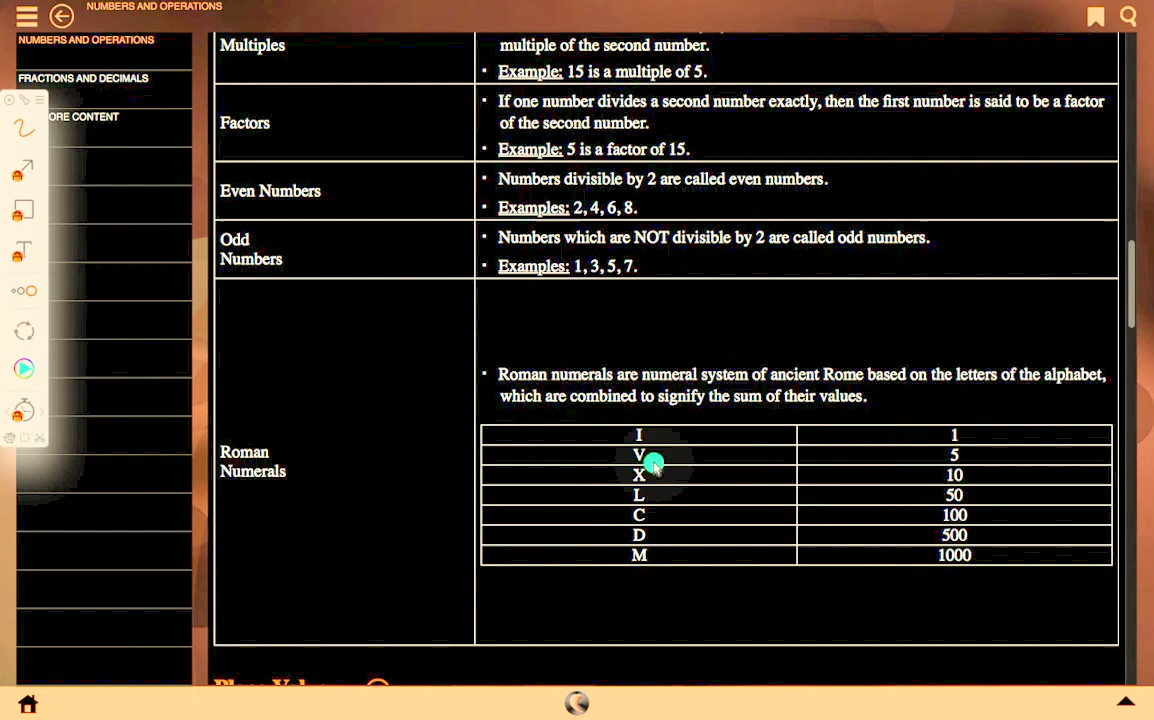 NUMBERS AND OPERATIONS
NUMBERS AND OPERATIONS
FRACTIONS AND DECIMALS
ORE CONTENT
Multiples
multiple of the second number.
▪ Example: 15 is a multiple of 5.
Factors
▪ If one number divides a second number exactly, then the first number is said to be a factor
of the second number.
▪ Example: 5 is a factor of 15.
Even Numbers
▪ Numbers divisible by 2 are called even numbers.
▪ Examples: 2, 4, 6, 8.
Odd
Numbers
▪ Numbers which are NOT divisible by 2 are called odd numbers.
▪ Examples: 1, 3, 5, 7.
Roman
Numerals
▪ Roman numerals are numeral system of ancient Rome based on the letters of the alphabet,
which are combined to signify the sum of their values.
I 1
V 5
X 10
L 50
C 100
D 500
M 1000